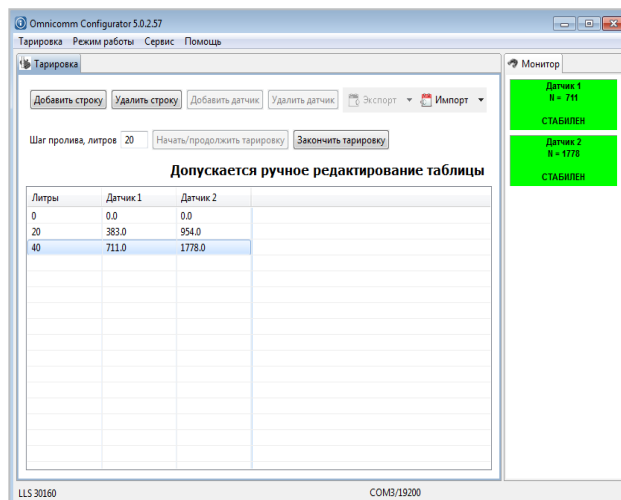 Omnicomm Configurator 5.0.2.57
Тарировка Режим работы Сервис Помощь
Тарировка
Добавить строку Удалить строку Добавить датчик Удалить датчик Экспорт Импорт
Шаг пролива, литров 20 Начать/продолжить тарировку Закончить тарировку
Допускается ручное редактирование таблицы
Литры Датчик 1 Датчик 2
0 0.0 0.0
20 383.0 954.0
40 711.0 1778.0
Монитор
Датчик 1
N = 711
СТАБИЛЕН
Датчик 2
N = 1778
СТАБИЛЕН
LLS 30160 COM3/19200